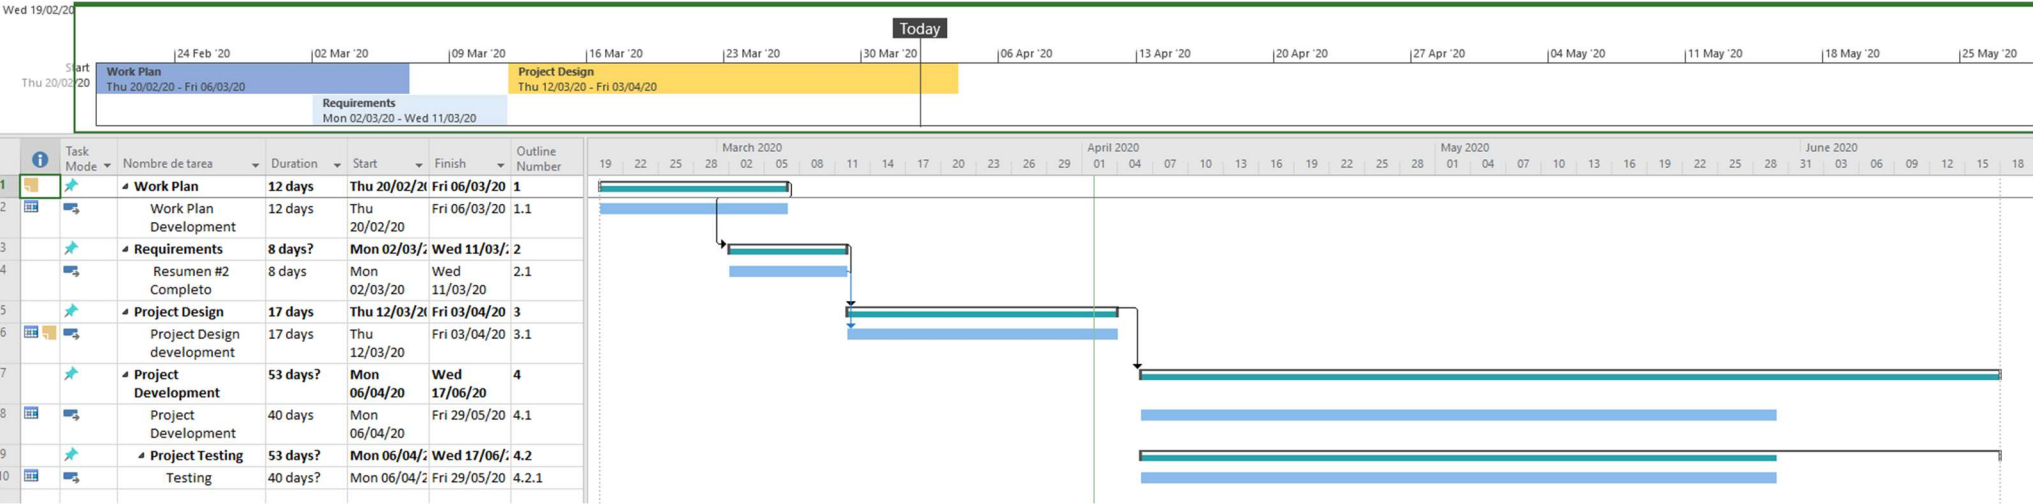 Wed 19/02/20
Today
24 Feb '20 02 Mar '20 09 Mar '20 16 Mar '20 23 Mar '20 30 Mar '20 06 Apr '20 13 Apr '20 20 Apr '20 27 Apr '20 04 May '20 11 May '20 18 May '20 25 May '20
Start
Thu 20/02/20
Work Plan
Thu 20/02/20 - Fri 06/03/20
Project Design
Thu 12/03/20 - Fri 03/04/20
Requirements
Mon 02/03/20 - Wed 11/03/20
Task Mode Nombre de tarea Duration Start Finish Outline Number
March 2020 April 2020 May 2020 June 2020
19 22 25 28 02 05 08 11 14 17 20 23 26 29 01 04 07 10 13 16 19 22 25 28 01 04 07 10 13 16 19 22 25 28 31 03 06 09 12 15 18
1 Work Plan 12 days Thu 20/02/20 Fri 06/03/20 1
2 Work Plan Development 12 days Thu 20/02/20 Fri 06/03/20 1.1
3 Requirements 8 days? Mon 02/03/2 Wed 11/03/2 2
4 Resumen #2 Completo 8 days Mon 02/03/20 Wed 11/03/20 2.1
5 Project Design 17 days Thu 12/03/20 Fri 03/04/20 3
6 Project Design development 17 days Thu 12/03/20 Fri 03/04/20 3.1
7 Project Development 53 days? Mon 06/04/20 Wed 17/06/20 4
8 Project Development 40 days Mon 06/04/20 Fri 29/05/20 4.1
9 Project Testing 53 days? Mon 06/04/2 Wed 17/06/2 4.2
10 Testing 40 days? Mon 06/04/2 Fri 29/05/20 4.2.1